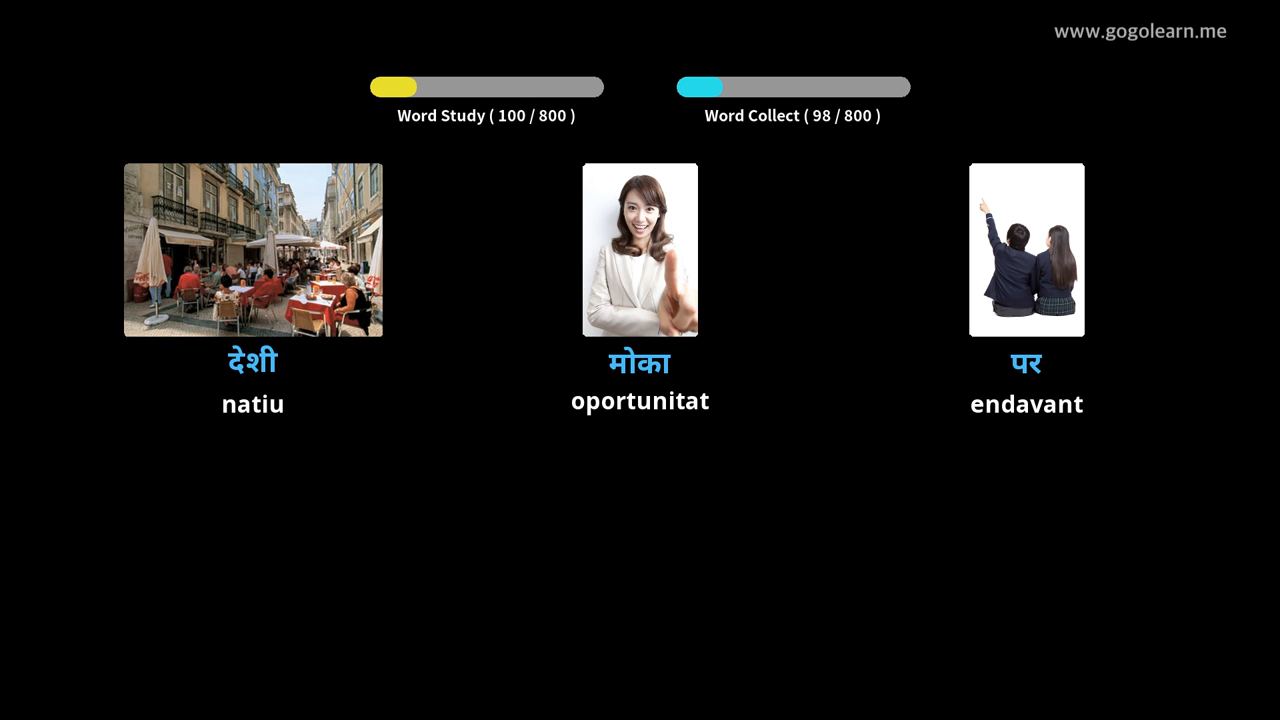 www.gogolearn.me
Word Study ( 100 / 800 )
Word Collect ( 98 / 800 )
देशी
मोका
पर
natiu
oportunitat
endavant